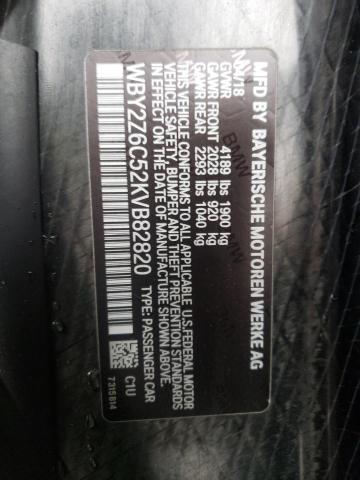 MFD BY BAYERISCHE MOTOREN WERKE AG
11/18
GVWR 4188 lbs 1900 kg
GAWR FRONT 2028 lbs 920 kg
GAWR REAR 2293 lbs 1040 kg
THIS VEHICLE CONFORMS TO ALL APPLICABLE U.S.FEDERAL MOTOR
VEHICLE SAFETY, BUMPER AND THEFT PREVENTION STANDARDS
IN EFFECT ON THE DATE OF MANUFACTURE SHOWN ABOVE.
WBY2Z6C52KVB82820 TYPE: PASSENGER CAR
C1U
7315814